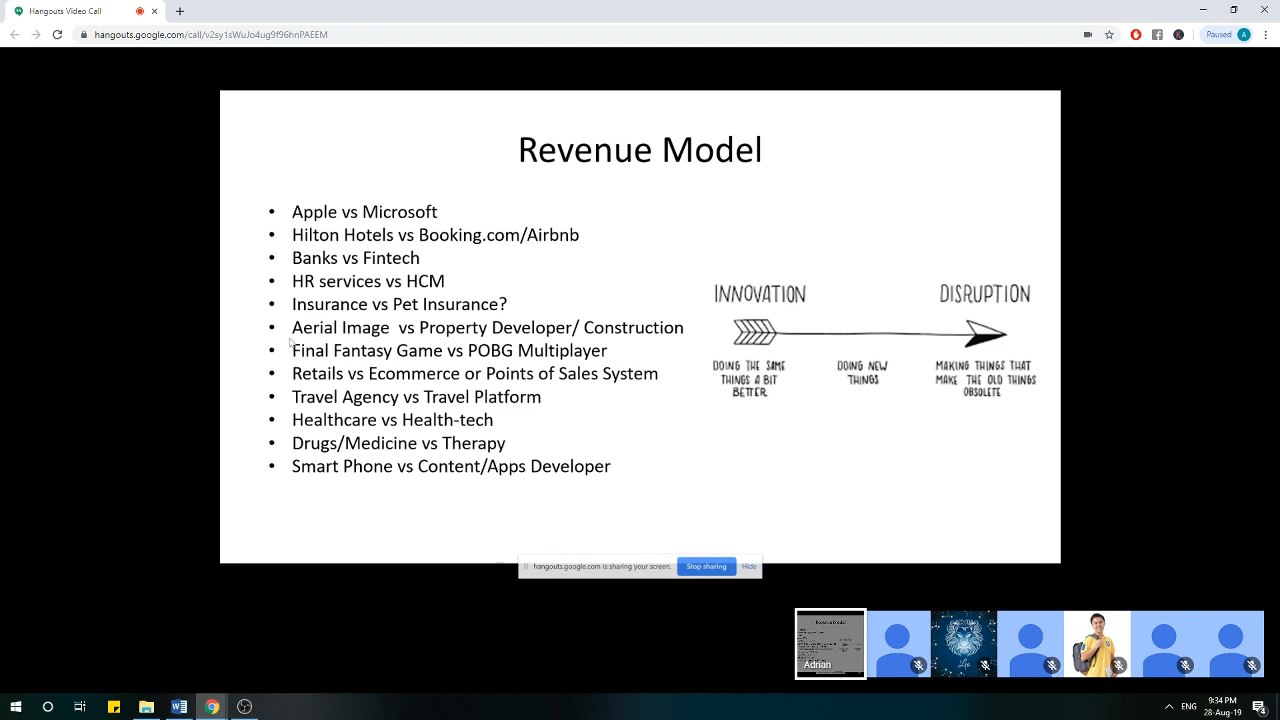 Hangouts Video Call
hangouts.google.com/call/v2sy1sWuJo4ug9f96hnPAEEM
Paused
A
Revenue Model
• Apple vs Microsoft
• Hilton Hotels vs Booking.com/Airbnb
• Banks vs Fintech
• HR services vs HCM
• Insurance vs Pet Insurance?
• Aerial Image  vs Property Developer/ Construction
• Final Fantasy Game vs POBG Multiplayer
• Retails vs Ecommerce or Points of Sales System
• Travel Agency vs Travel Platform
• Healthcare vs Health-tech
• Drugs/Medicine vs Therapy
• Smart Phone vs Content/Apps Developer
INNOVATION
DISRUPTION
DOING THE SAME
THINGS A BIT
BETTER
DOING NEW
THINGS
MAKING THINGS THAT
MAKE THE OLD THINGS
OBSOLETE
hangouts.google.com is sharing your screen.
Stop sharing
Hide
Adrian
ENG
9:34 PM
28-Aug-19